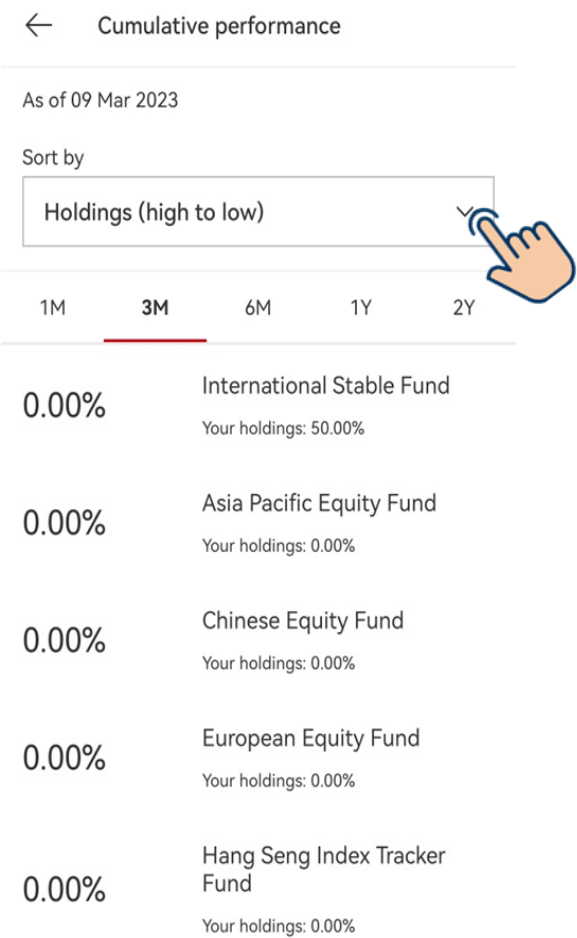 Cumulative performance
As of 09 Mar 2023
Sort by
Holdings (high to low)
1M 3M 6M 1Y 2Y
0.00%
International Stable Fund
Your holdings: 50.00%
0.00%
Asia Pacific Equity Fund
Your holdings: 0.00%
0.00%
Chinese Equity Fund
Your holdings: 0.00%
0.00%
European Equity Fund
Your holdings: 0.00%
0.00%
Hang Seng Index Tracker
Fund
Your holdings: 0.00%